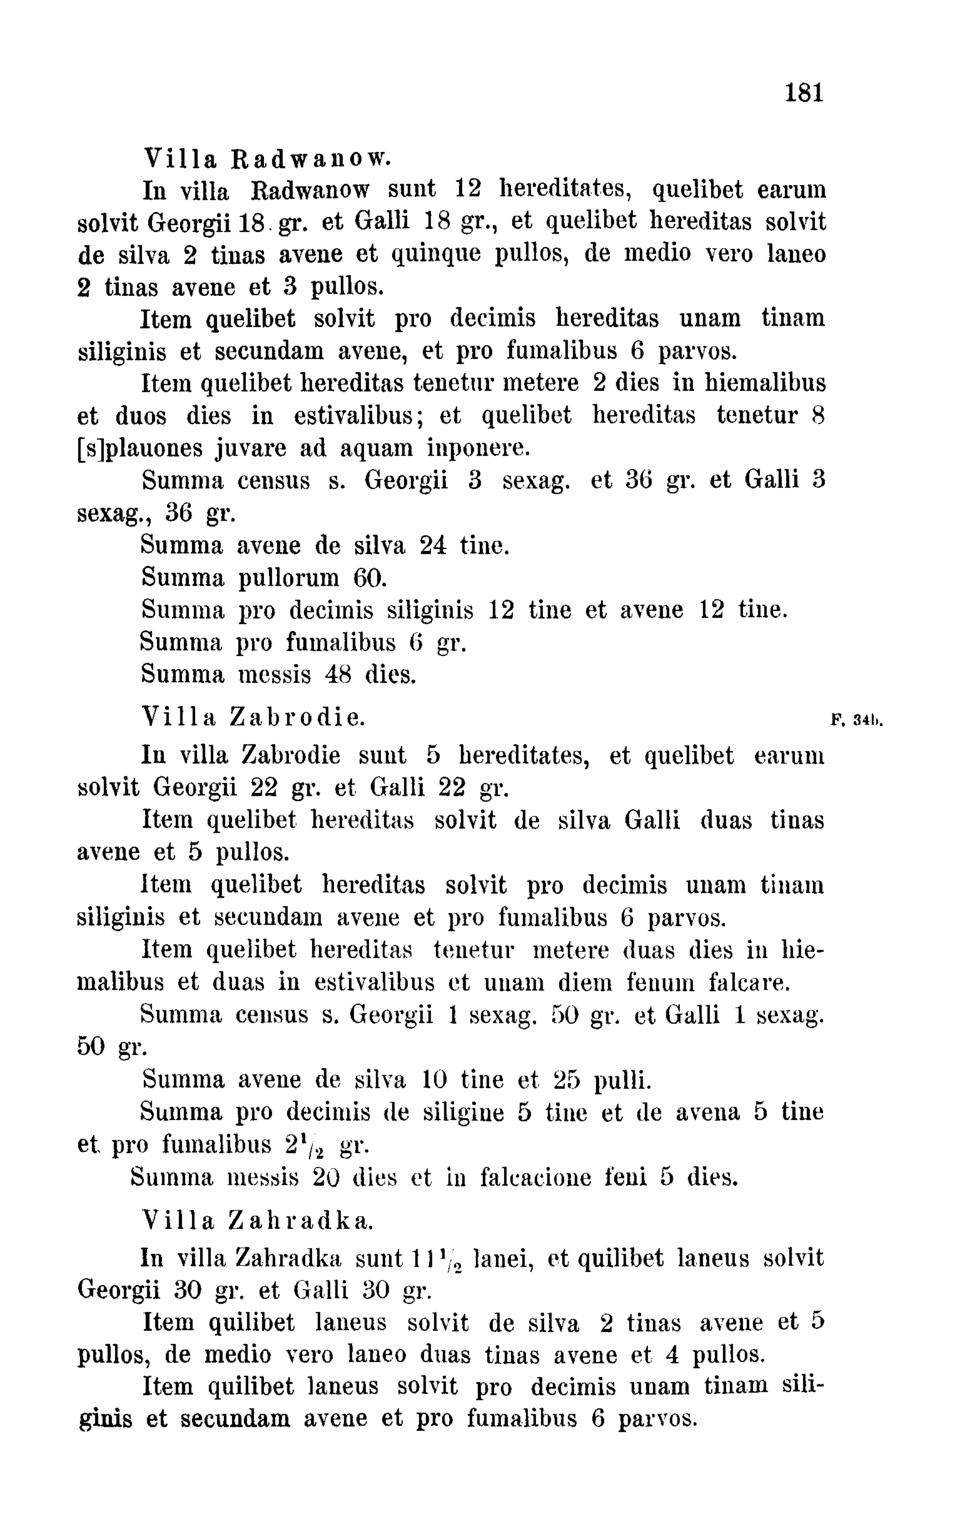 181
Villa Radwanow.
In villa Radwanow sunt 12 hereditates, quelibet earum
solvit Georgii 18. gr. et Galli 18 gr., et quelibet hereditas solvit
de silva 2 tinas avene et quinque pullos, de medio vero laneo
2 tinas avene et 3 pullos.
Item quelibet solvit pro decimis hereditas unam tinam
siliginis et secundam avene, et pro fumalibus 6 parvos.
Item quelibet hereditas tenetur metere 2 dies in hiemalibus
et duos dies in estivalibus; et quelibet hereditas tenetur 8
[s]plauones juvare ad aquam inponere.
Summa census s. Georgii 3 sexag. et 36 gr. et Galli 3
sexag., 36 gr.
Summa avene de silva 24 tine.
Summa pullorum 60.
Summa pro decimis siliginis 12 tine et avene 12 tine.
Summa pro fumalibus 6 gr.
Summa messis 48 dies.
Villa Zabrodie. F. 34b.
In villa Zabrodie sunt 5 hereditates, et quelibet earum
solvit Georgii 22 gr. et Galli 22 gr.
Item quelibet hereditas solvit de silva Galli duas tinas
avene et 5 pullos.
Item quelibet hereditas solvit pro decimis unam tinam
siliginis et secundam avene et pro fumalibus 6 parvos.
Item quelibet hereditas tenetur metere duas dies in hie-
malibus et duas in estivalibus et unam diem fenum falcare.
Summa census s. Georgii 1 sexag. 50 gr. et Galli 1 sexag.
50 gr.
Summa avene de silva 10 tine et 25 pulli.
Summa pro decimis de siligine 5 tine et de avena 5 tine
et pro fumalibus 2 1/2 gr.
Summa messis 20 dies et in falcacione feni 5 dies.
Villa Zahradka.
In villa Zahradka sunt 11 1/2 lanei, et quilibet laneus solvit
Georgii 30 gr. et Galli 30 gr.
Item quilibet laneus solvit de silva 2 tinas avene et 5
pullos, de medio vero laneo duas tinas avene et 4 pullos.
Item quilibet laneus solvit pro decimis unam tinam sili-
ginis et secundam avene et pro fumalibus 6 parvos.